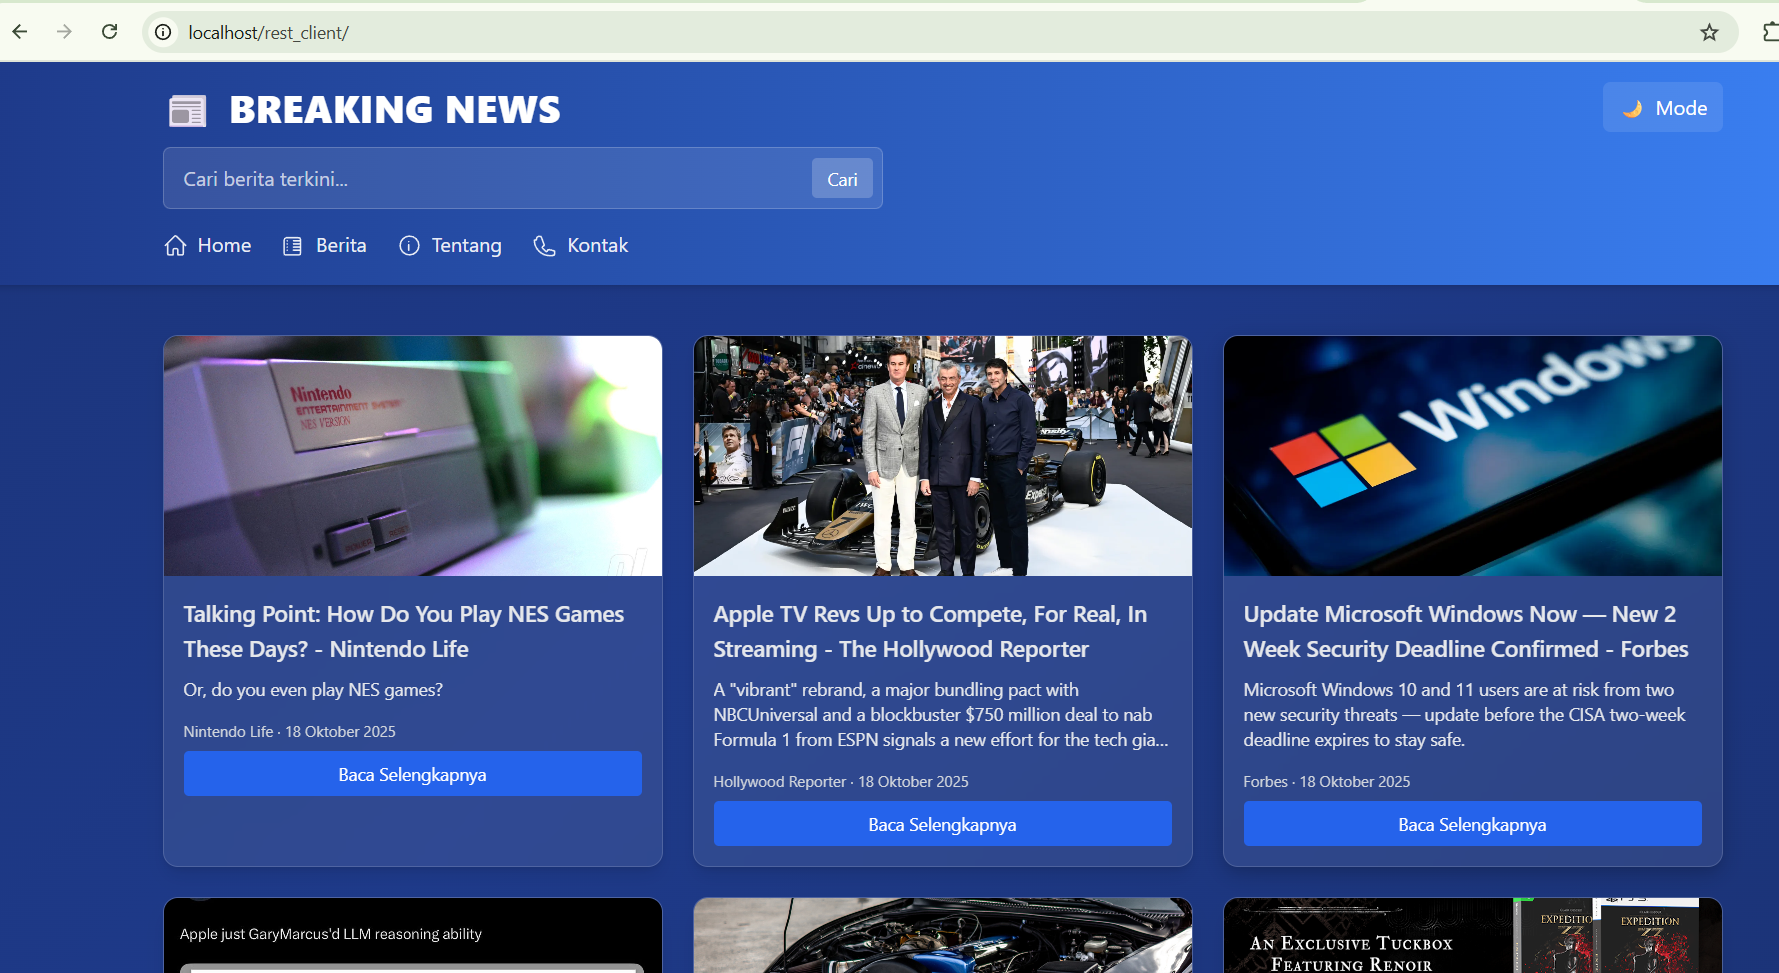 localhost/rest_client/
BREAKING NEWS
Mode
Cari berita terkini...
Cari
Home
Berita
Tentang
Kontak
Nintendo
ENTERTAINMENT SYSTEM
NES VERSION
Windows
Talking Point: How Do You Play NES Games
These Days? - Nintendo Life
Or, do you even play NES games?
Nintendo Life · 18 Oktober 2025
Baca Selengkapnya
Apple TV Revs Up to Compete, For Real, In
Streaming - The Hollywood Reporter
A "vibrant" rebrand, a major bundling pact with
NBCUniversal and a blockbuster $750 million deal to nab
Formula 1 from ESPN signals a new effort for the tech gia...
Hollywood Reporter · 18 Oktober 2025
Baca Selengkapnya
Update Microsoft Windows Now — New 2
Week Security Deadline Confirmed - Forbes
Microsoft Windows 10 and 11 users are at risk from two
new security threats — update before the CISA two-week
deadline expires to stay safe.
Forbes · 18 Oktober 2025
Baca Selengkapnya
Apple just GaryMarcus'd LLM reasoning ability
AN EXCLUSIVE TUCKBOX
FEATURING RENOIR
EXPEDITIO
EXPEDITION